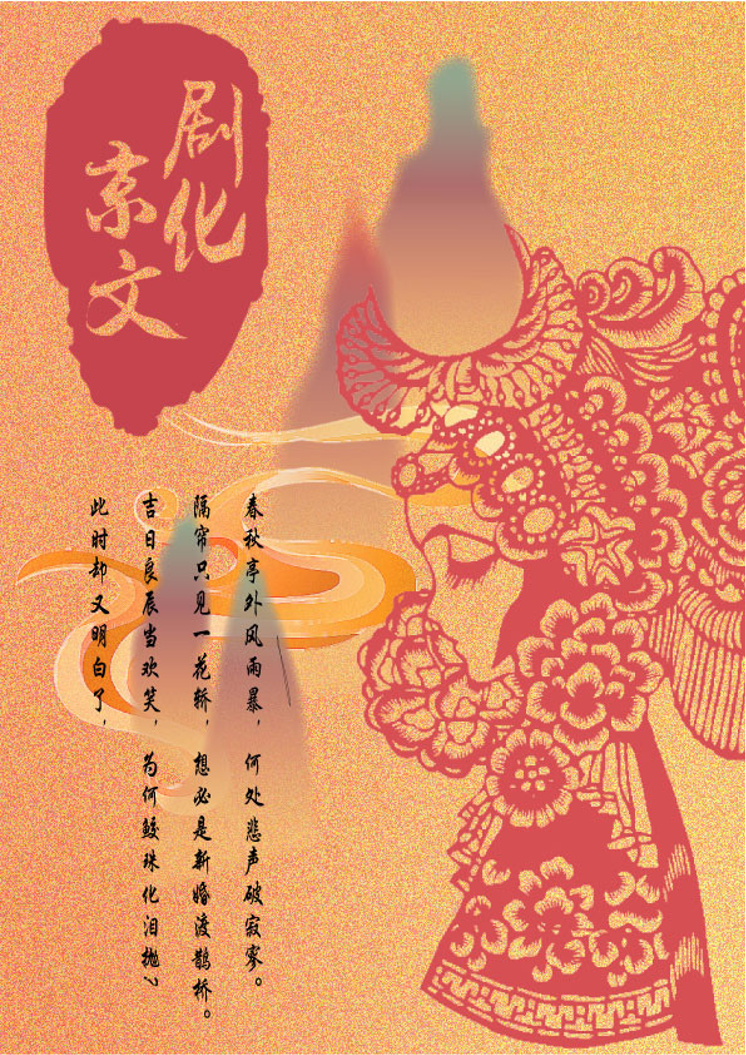 京剧
文化
春秋亭外风雨暴，何处悲声破寂寥。
隔帘只见一花轿，想必是新婚渡鹊桥。
吉日良辰当欢笑，为何鲛珠化泪抛？
此时却又明白了，